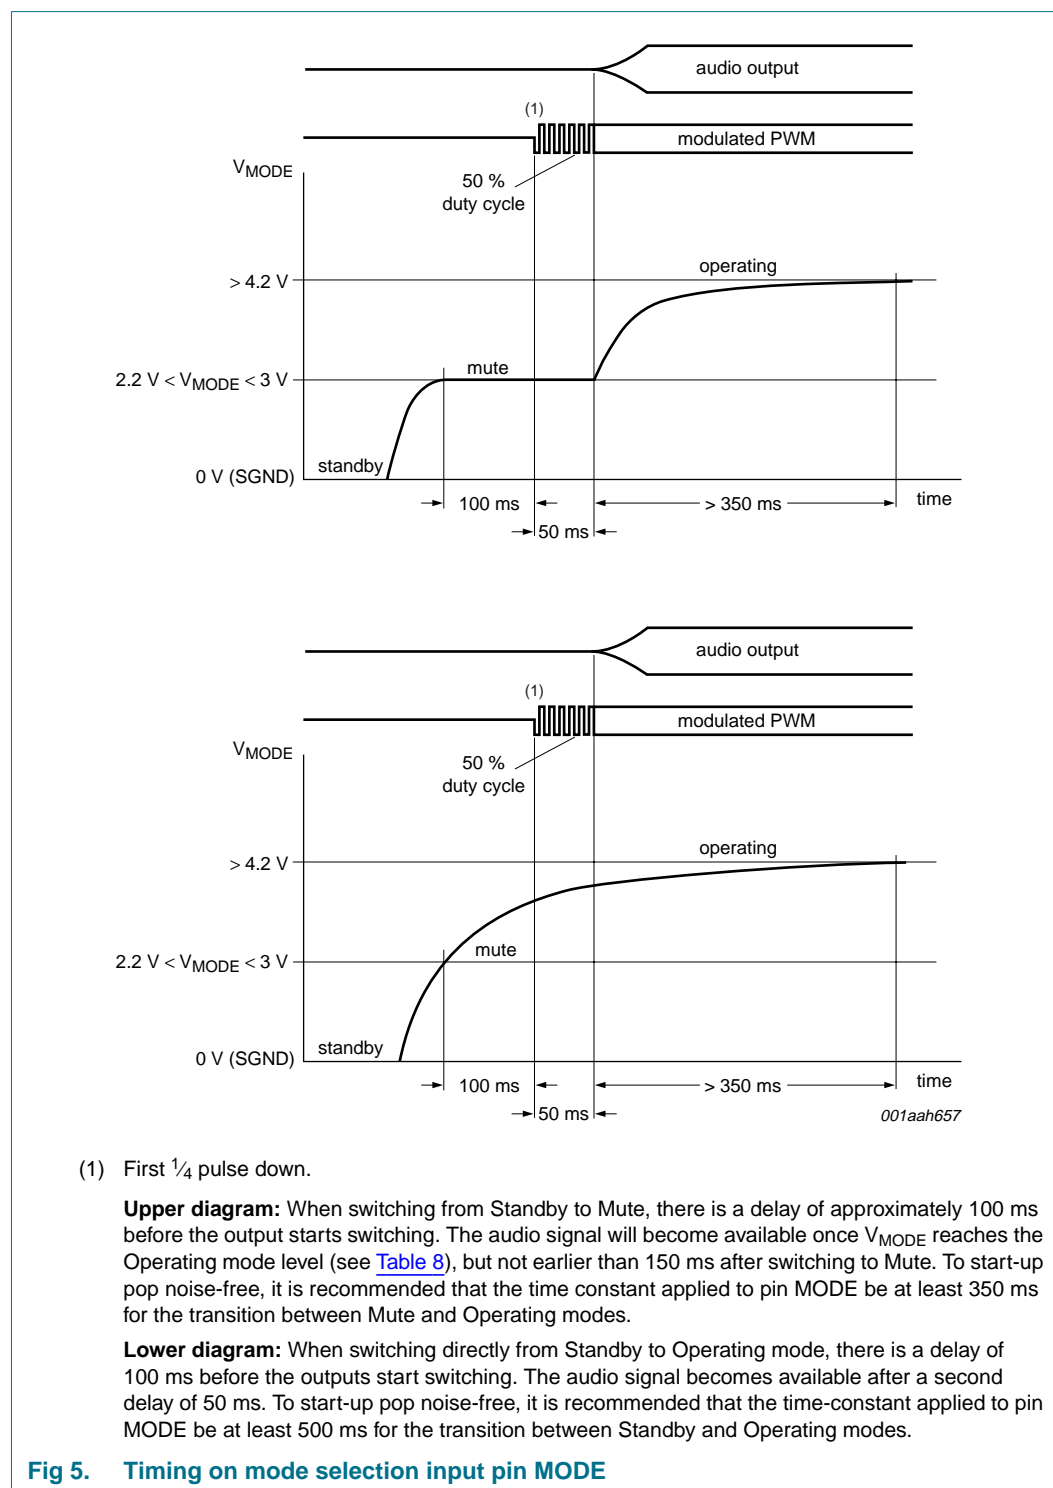 audio output
(1)
modulated PWM
VMODE
50 %
duty cycle
operating
> 4.2 V
mute
2.2 V < VMODE < 3 V
standby
0 V (SGND)
time
100 ms
> 350 ms
50 ms
audio output
(1)
modulated PWM
VMODE
50 %
duty cycle
operating
> 4.2 V
mute
2.2 V < VMODE < 3 V
standby
0 V (SGND)
time
100 ms
> 350 ms
50 ms
001aah657
(1) First 1⁄4 pulse down.
Upper diagram: When switching from Standby to Mute, there is a delay of approximately 100 ms
before the output starts switching. The audio signal will become available once VMODE reaches the
Operating mode level (see Table 8), but not earlier than 150 ms after switching to Mute. To start-up
pop noise-free, it is recommended that the time constant applied to pin MODE be at least 350 ms
for the transition between Mute and Operating modes.
Lower diagram: When switching directly from Standby to Operating mode, there is a delay of
100 ms before the outputs start switching. The audio signal becomes available after a second
delay of 50 ms. To start-up pop noise-free, it is recommended that the time-constant applied to pin
MODE be at least 500 ms for the transition between Standby and Operating modes.
Fig 5. Timing on mode selection input pin MODE